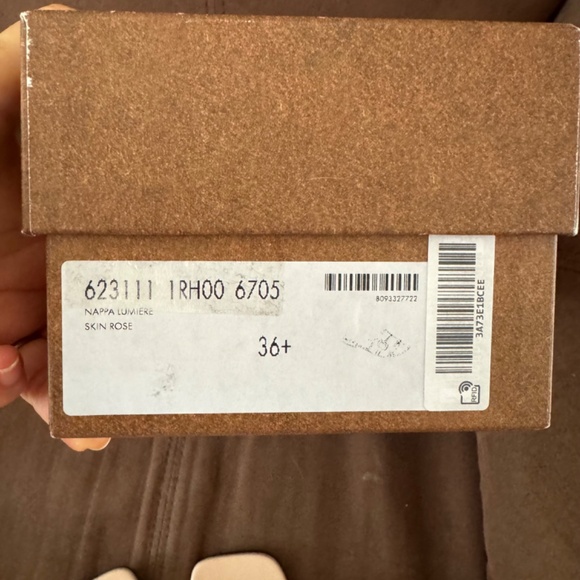 623111 1RH00 6705
NAPPA LUMIERE
SKIN ROSE
36+
8093327722
3A73E1BCEE
RFID